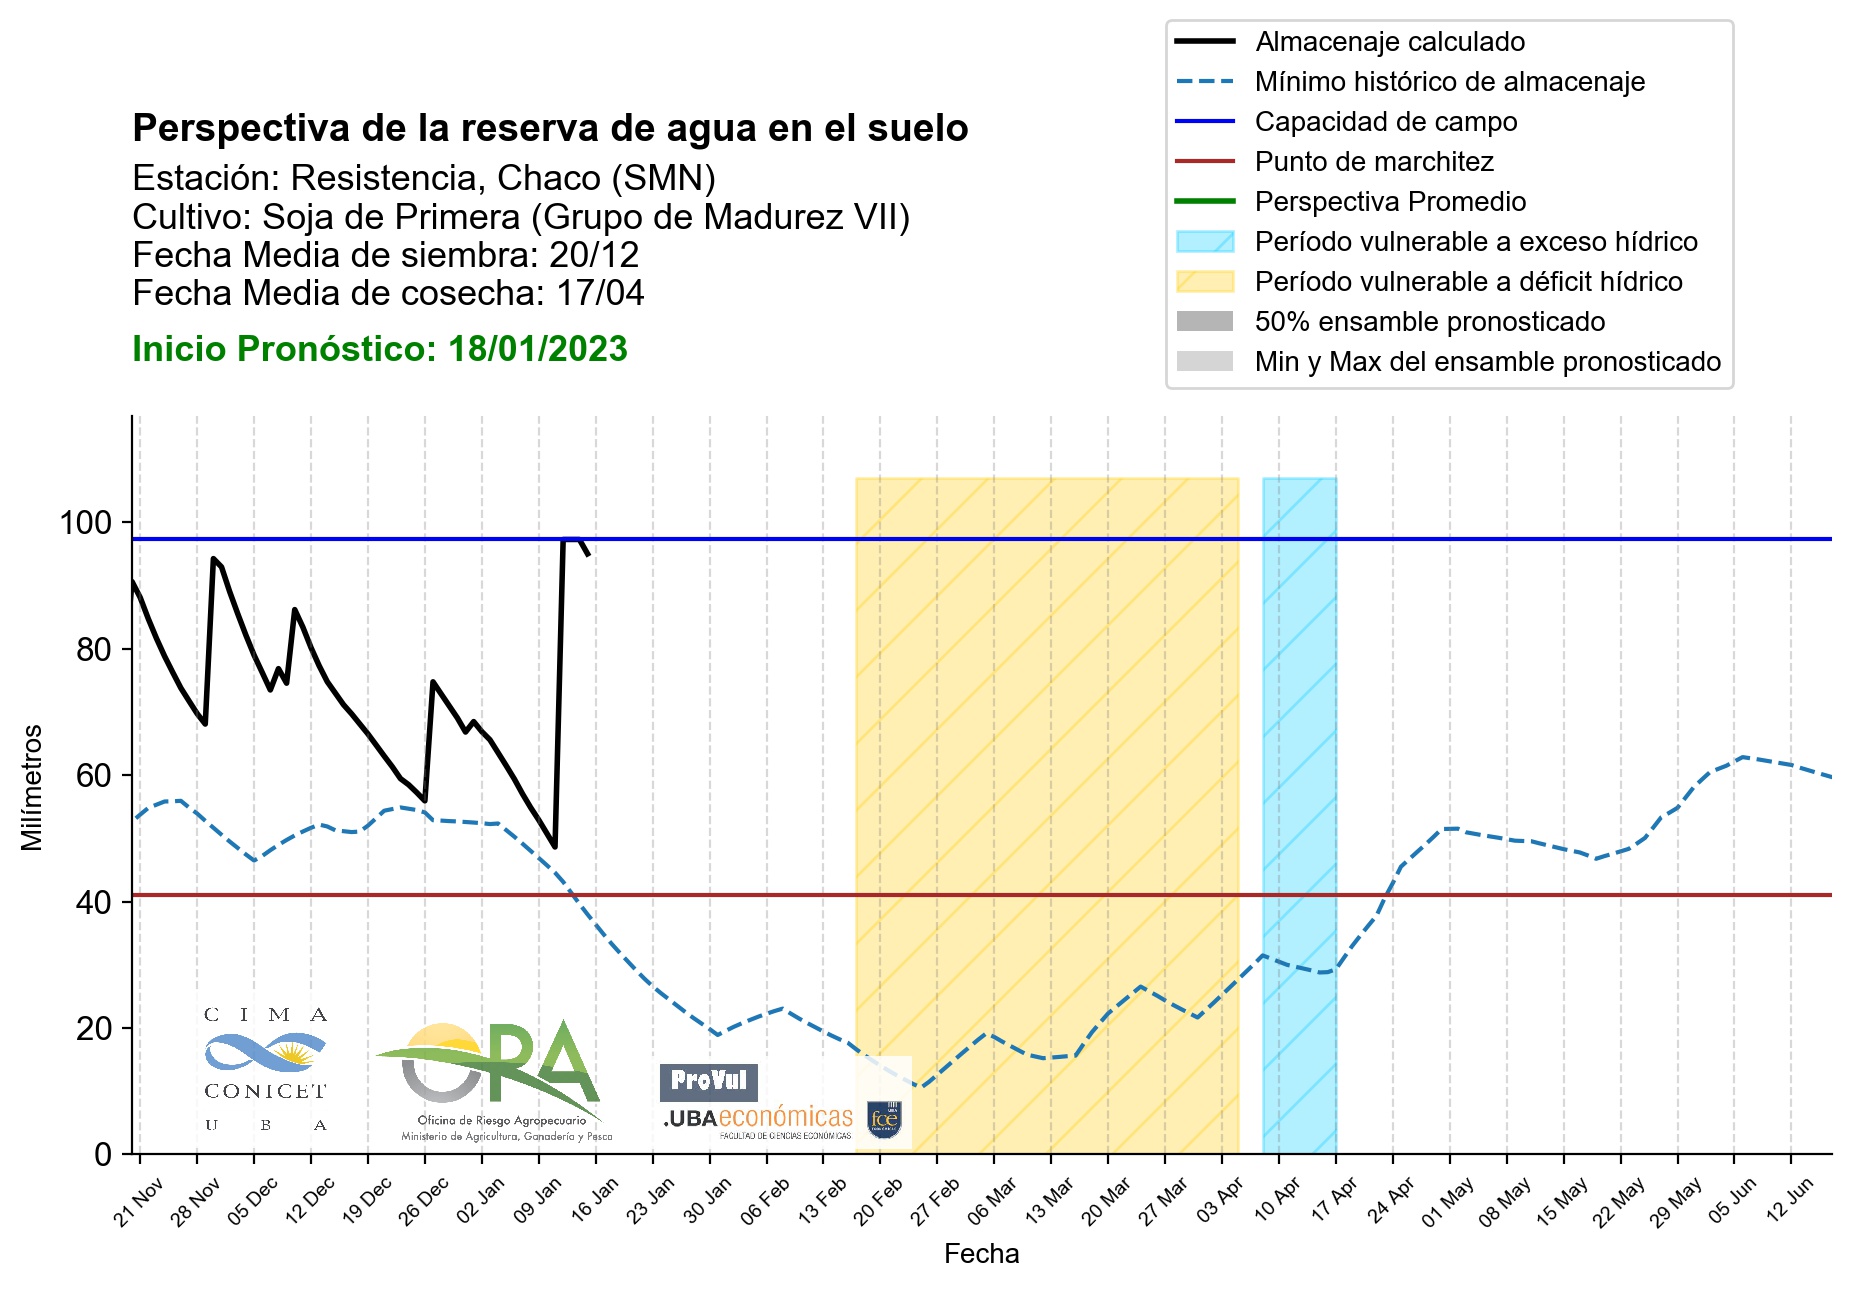 Almacenaje calculado
Mínimo histórico de almacenaje
Capacidad de campo
Punto de marchitez
Perspectiva Promedio
Período vulnerable a exceso hídrico
Período vulnerable a déficit hídrico
50% ensamble pronosticado
Min y Max del ensamble pronosticado
Perspectiva de la reserva de agua en el suelo
Estación: Resistencia, Chaco (SMN)
Cultivo: Soja de Primera (Grupo de Madurez VII)
Fecha Media de siembra: 20/12
Fecha Media de cosecha: 17/04
Inicio Pronóstico: 18/01/2023
Milímetros
100
80
60
40
20
0
CIMA
CONICET
UBA
ORA
Oficina de Riesgo Agropecuario
Ministerio de Agricultura, Ganadería y Pesca
ProVul
.UBAeconómicas
FACULTAD DE CIENCIAS ECONÓMICAS
fce
21 Nov
28 Nov
05 Dec
12 Dec
19 Dec
26 Dec
02 Jan
09 Jan
16 Jan
23 Jan
30 Jan
06 Feb
13 Feb
20 Feb
27 Feb
06 Mar
13 Mar
20 Mar
27 Mar
03 Apr
10 Apr
17 Apr
24 Apr
01 May
08 May
15 May
22 May
29 May
05 Jun
12 Jun
Fecha